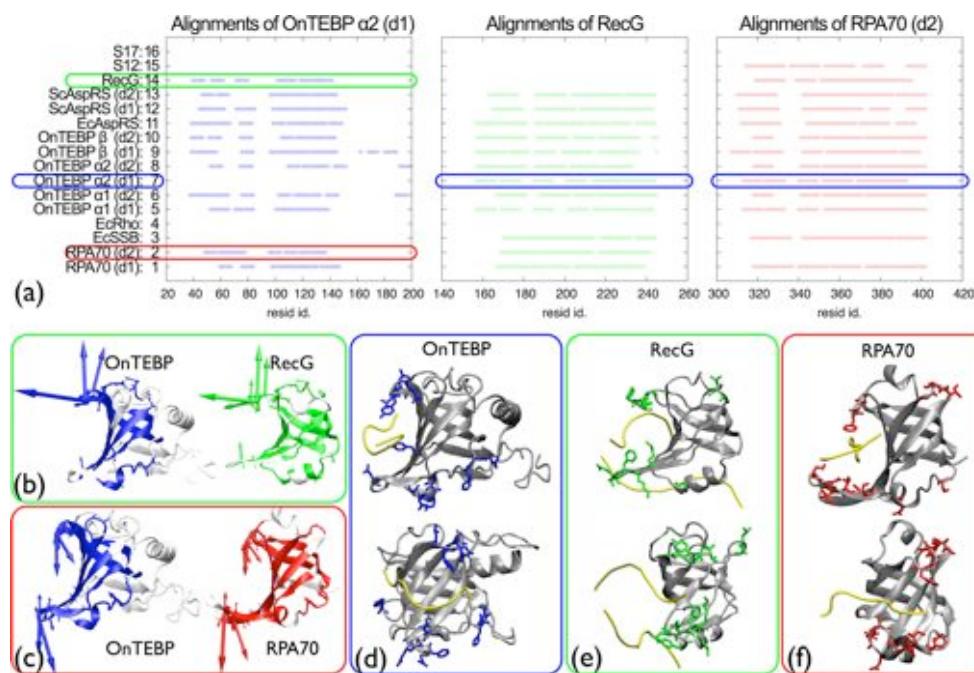 Alignments of OnTEBP α2 (d1)
Alignments of RecG
Alignments of RPA70 (d2)
S17: 16
S12: 15
RecG: 14
ScAspRS (d2) 13
ScAspRS (d1) 12
EcAspRS: 11
OnTEBP β (d2): 10
OnTEBP β (d1): 9
OnTEBP α2 (d2): 8
OnTEBP α2 (d1): 7
OnTEBP α1 (d2): 6
OnTEBP α1 (d1): 5
EcRho: 4
EcSSB: 3
RPA70 (d2): 2
RPA70 (d1): 1
20 40 60 80 100 120 140 160 180 200
140 160 180 200 220 240 260
300 320 340 360 380 400 420
resid id.
resid id.
resid id.
(a)
OnTEBP
RecG
(b)
OnTEBP
RPA70
(c)
OnTEBP
(d)
RecG
(e)
RPA70
(f)